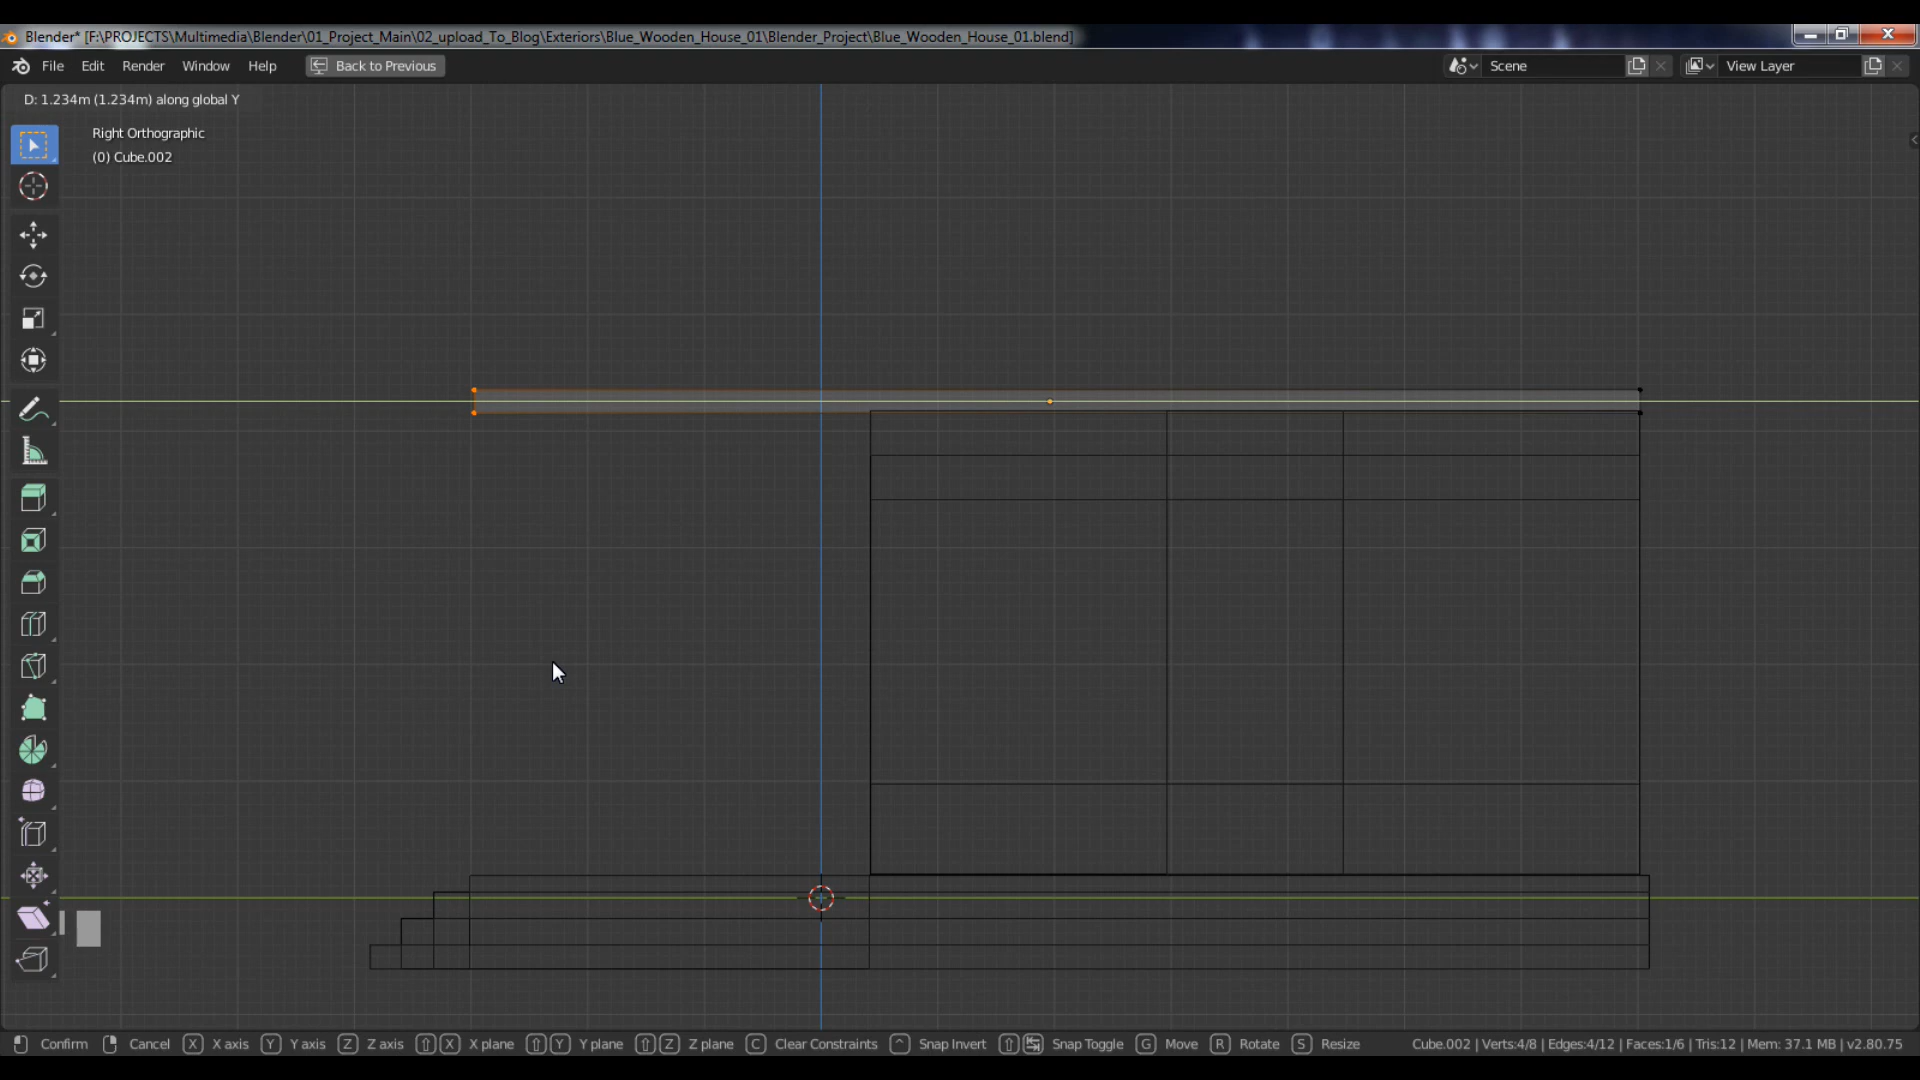 Blender* [F:\PROJECTS\Multimedia\Blender\01_Project_Main\02_upload_To_Blog\Exteriors\Blue_Wooden_House_01\Blender_Project\Blue_Wooden_House_01.blend]
File Edit Render Window Help Back to Previous Scene View Layer
D: 1.234m (1.234m) along global Y
Right Orthographic
(0) Cube.002
Confirm Cancel X X axis Y Y axis Z Z axis X X plane Y Y plane Z Z plane C Clear Constraints ^ Snap Invert Snap Toggle G Move R Rotate S Resize Cube.002 | Verts:4/8 | Edges:4/12 | Faces:1/6 | Tris:12 | Mem: 37.1 MB | v2.80.75